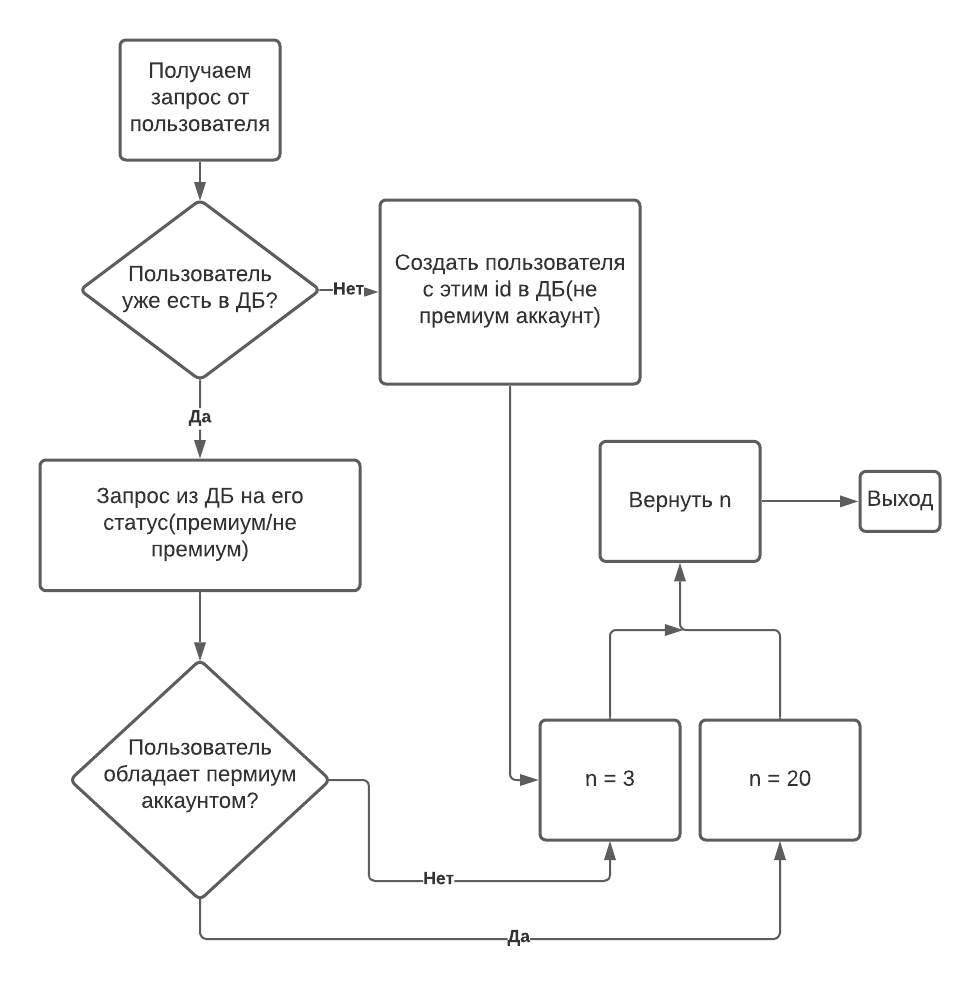 Получаем
запрос от
пользователя
Пользователь
уже есть в ДБ?
Нет
Создать пользователя
с этим id в ДБ(не
премиум аккаунт)
Да
Запрос из ДБ на его
статус(премиум/не
премиум)
Вернуть n
Выход
Пользователь
обладает пермиум
аккаунтом?
n = 3
n = 20
Нет
Да